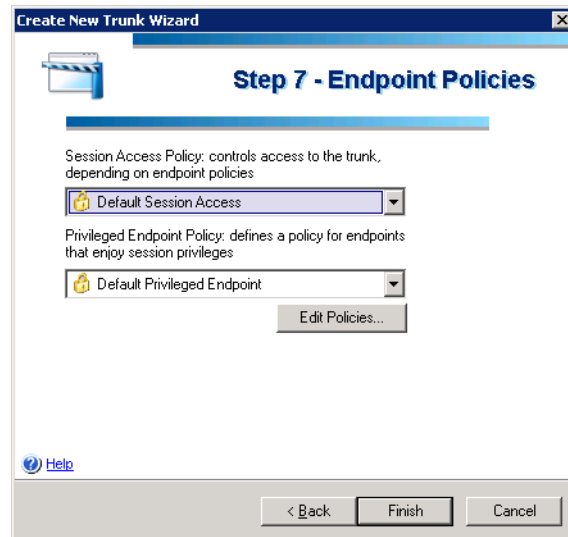 Create New Trunk Wizard
Step 7 - Endpoint Policies
Session Access Policy: controls access to the trunk,
depending on endpoint policies
Default Session Access
Privileged Endpoint Policy: defines a policy for endpoints
that enjoy session privileges
Default Privileged Endpoint
Edit Policies...
Help
< Back
Finish
Cancel